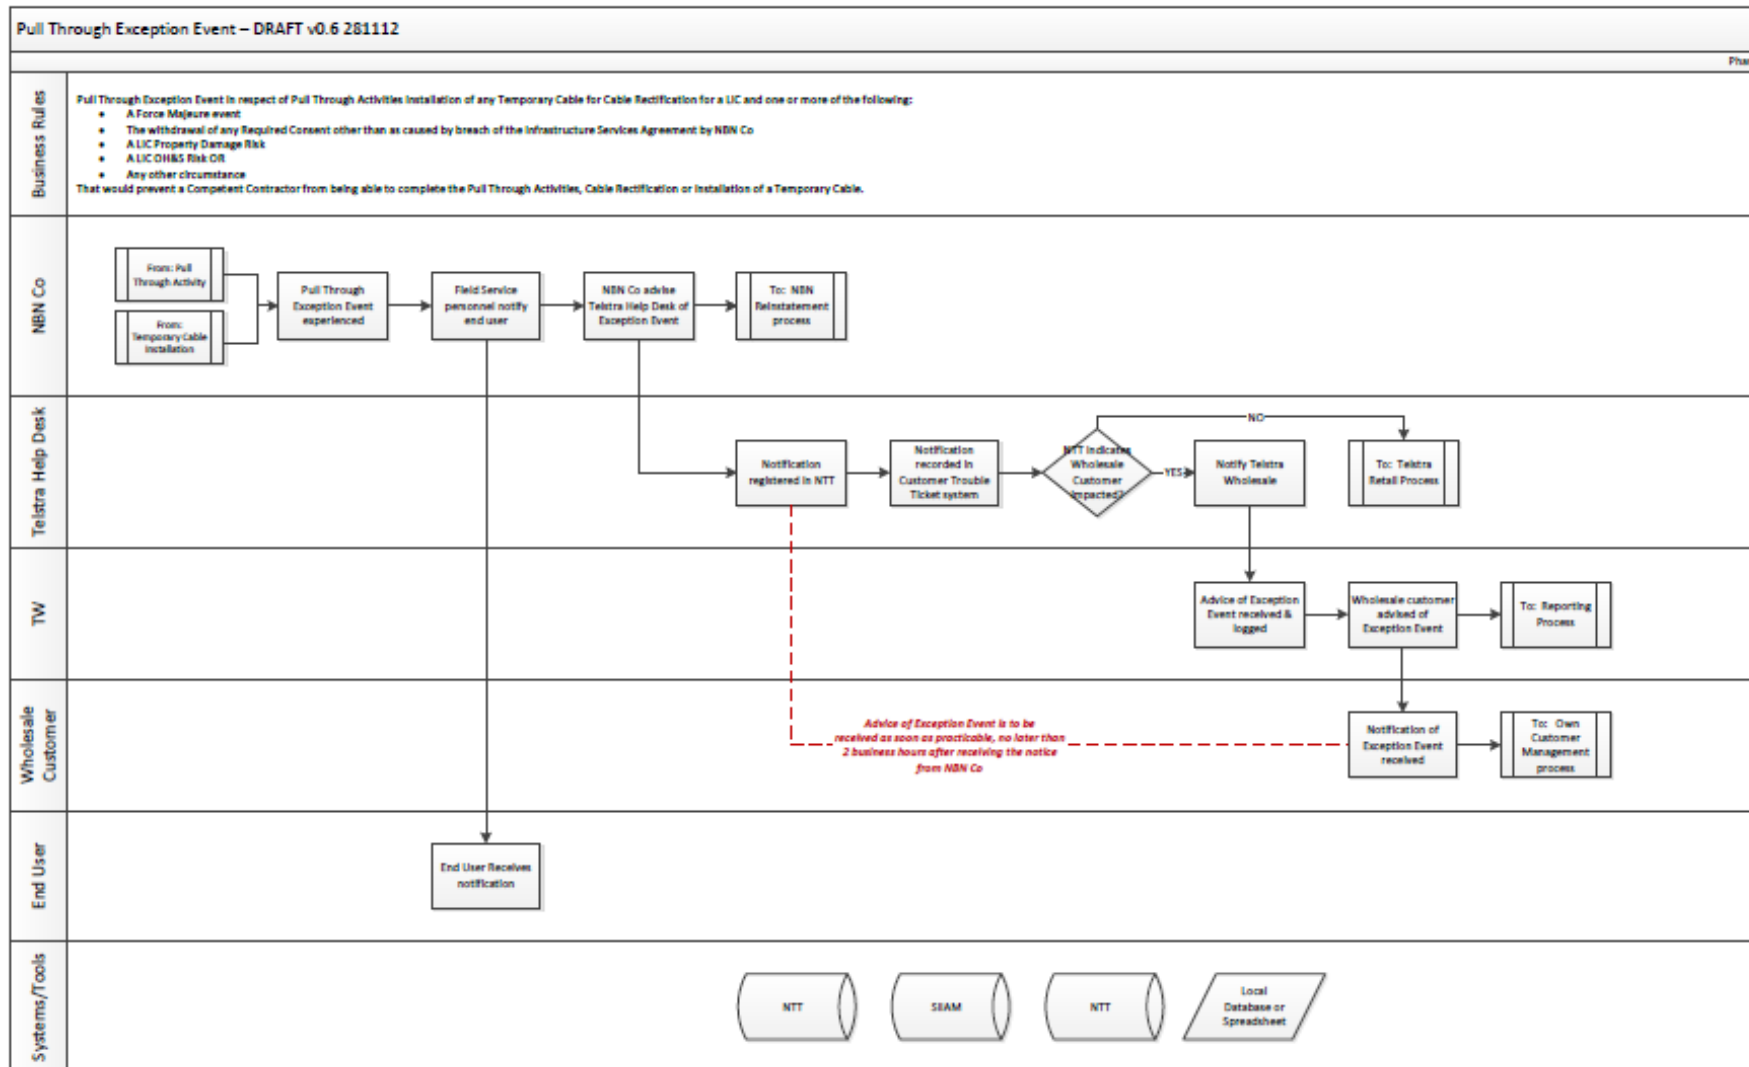 Pull Through Exception Event – DRAFT v0.6 281112
Phas
Business Rules
Pull Through Exception Event in respect of Pull Through Activities Installation of any Temporary Cable for Cable Rectification for a LIC and one or more of the following:
• A Force Majeure event
• The withdrawal of any Required Consent other than as caused by breach of the Infrastructure Services Agreement by NBN Co
• A LIC Property Damage Risk
• A LIC OH&S Risk OR
• Any other circumstance
That would prevent a Competent Contractor from being able to complete the Pull Through Activities, Cable Rectification or Installation of a Temporary Cable.
NBN Co
From: Pull
Through Activity
From:
Temporary Cable
Installation
Pull Through
Exception Event
experienced
Field Service
personnel notify
end user
NBN Co advise
Telstra Help Desk of
Exception Event
To: NBN
Reinstatement
process
Telstra Help Desk
Notification
registered in NTT
Notification
recorded in
Customer Trouble
Ticket system
NTT indicates
Wholesale
Customer
impacted?
NO
YES
Notify Telstra
Wholesale
To: Telstra
Retail Process
TW
Advice of Exception
Event received &
logged
Wholesale customer
advised of
Exception Event
To: Reporting
Process
Wholesale
Customer
Advice of Exception Event is to be
received as soon as practicable, no later than
2 business hours after receiving the notice
from NBN Co
Notification of
Exception Event
received
To: Own
Customer
Management
process
End User
End User Receives
notification
Systems/Tools
NTT
SIIAM
NTT
Local
Database or
Spreadsheet